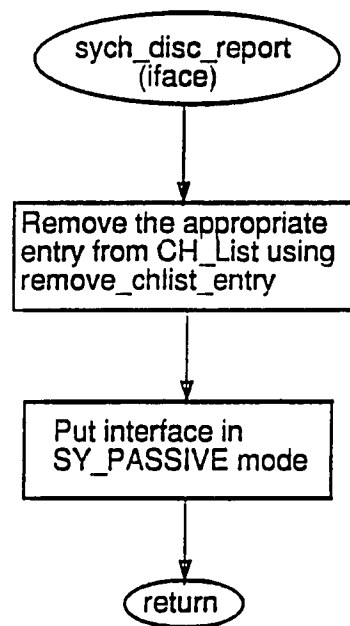 sych_disc_report
(iface)
Remove the appropriate
entry from CH_List using
remove_chlist_entry
Put interface in
SY_PASSIVE mode
return